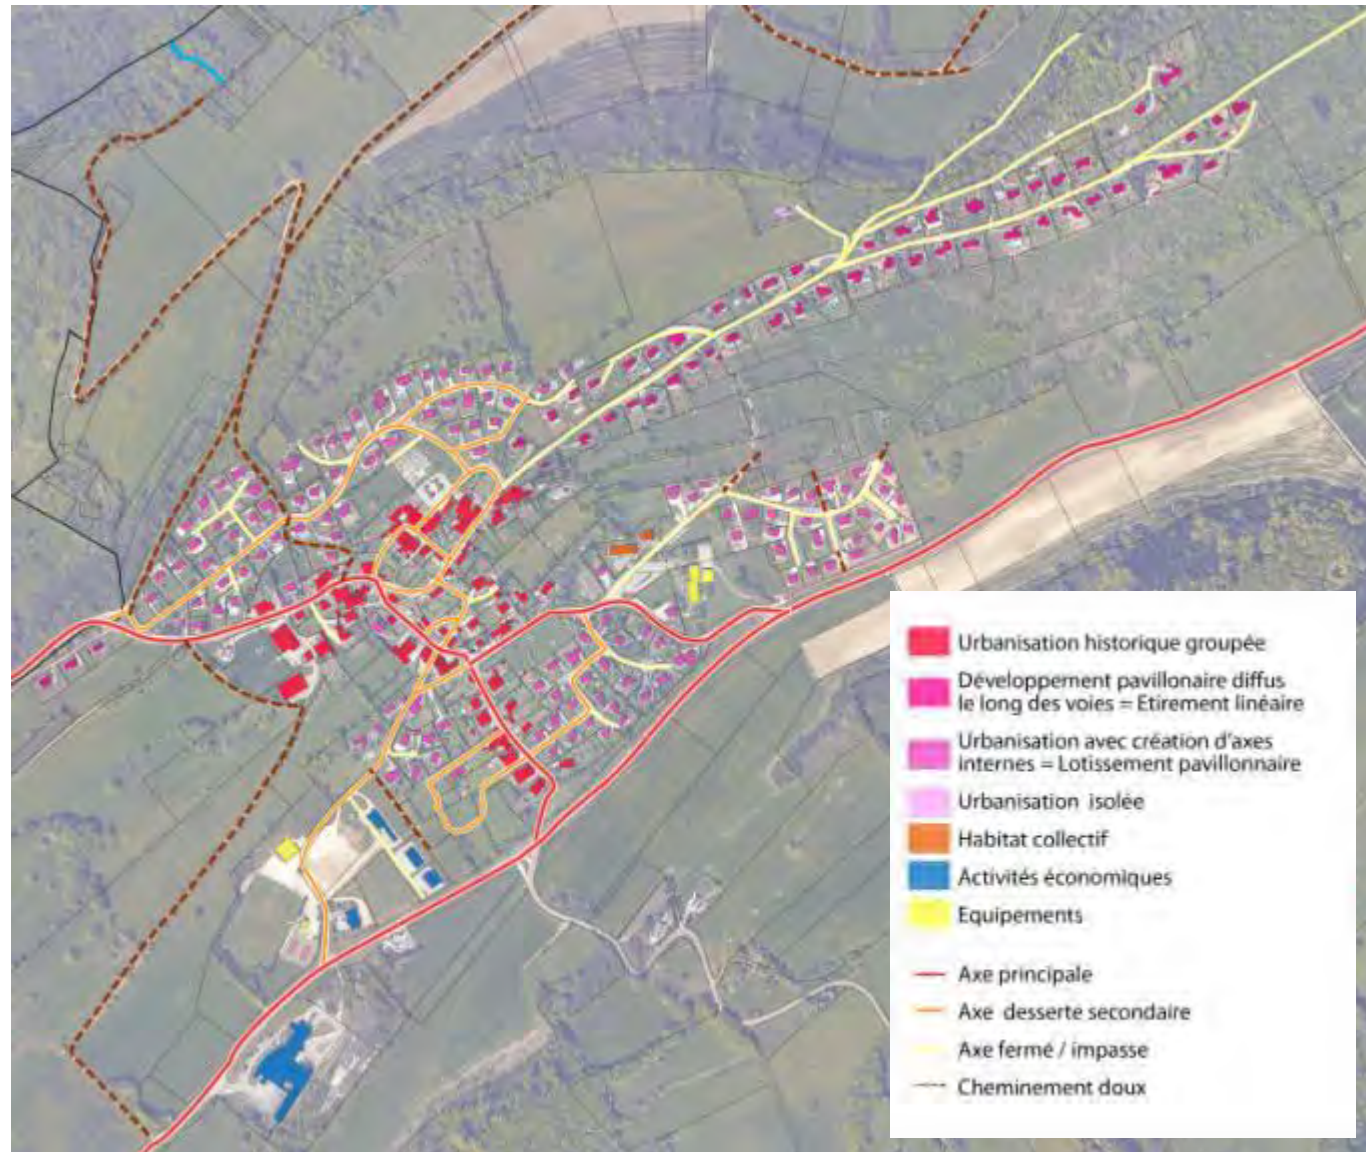 Urbanisation historique groupée
Développement pavillonaire diffus
le long des voies = Etirement linéaire
Urbanisation avec création d'axes
internes = Lotissement pavillonnaire
Urbanisation isolée
Habitat collectif
Activités économiques
Equipements
Axe principale
Axe desserte secondaire
Axe fermé / impasse
Cheminement doux